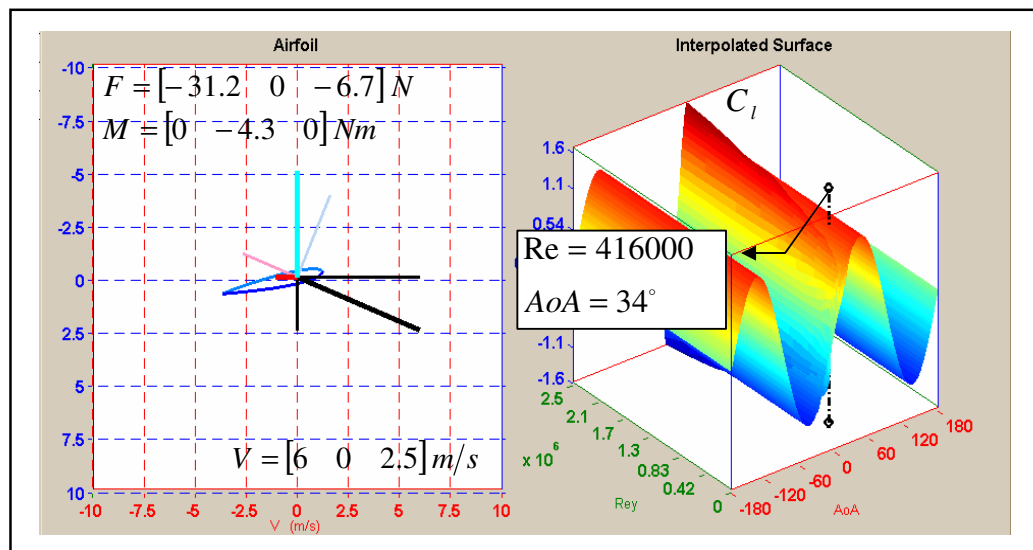 Airfoil
F = [−31.2 0 −6.7] N
M = [0 −4.3 0] Nm
V = [6 0 2.5] m/s
-10
-7.5
-5
-2.5
0
2.5
5
7.5
10
-10 -7.5 -5 -2.5 0 2.5 5 7.5 10
V (m/s)
Interpolated Surface
C_l
1.6
1.1
0.54
Re = 416000
AoA = 34°
-1.1
-1.6
2.5
2.1
1.7
1.3
0.83
0.42
0
x 10^6
Rey
-180
-120
-60
0
60
120
180
AoA